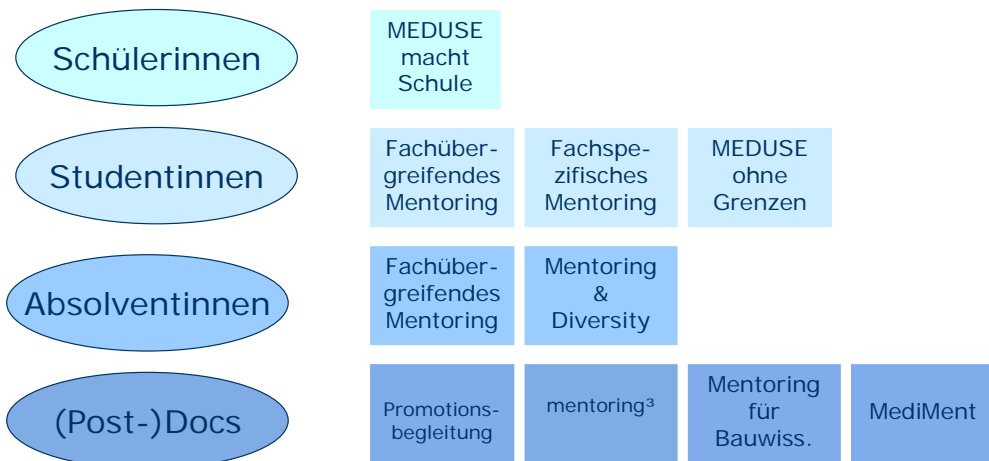 Schülerinnen
MEDUSE
macht
Schule
Studentinnen
Fachüber-
greifendes
Mentoring
Fachspe-
zifisches
Mentoring
MEDUSE
ohne
Grenzen
Absolventinnen
Fachüber-
greifendes
Mentoring
Mentoring
&
Diversity
(Post-)Docs
Promotions-
begleitung
mentoring³
Mentoring
für
Bauwiss.
MediMent